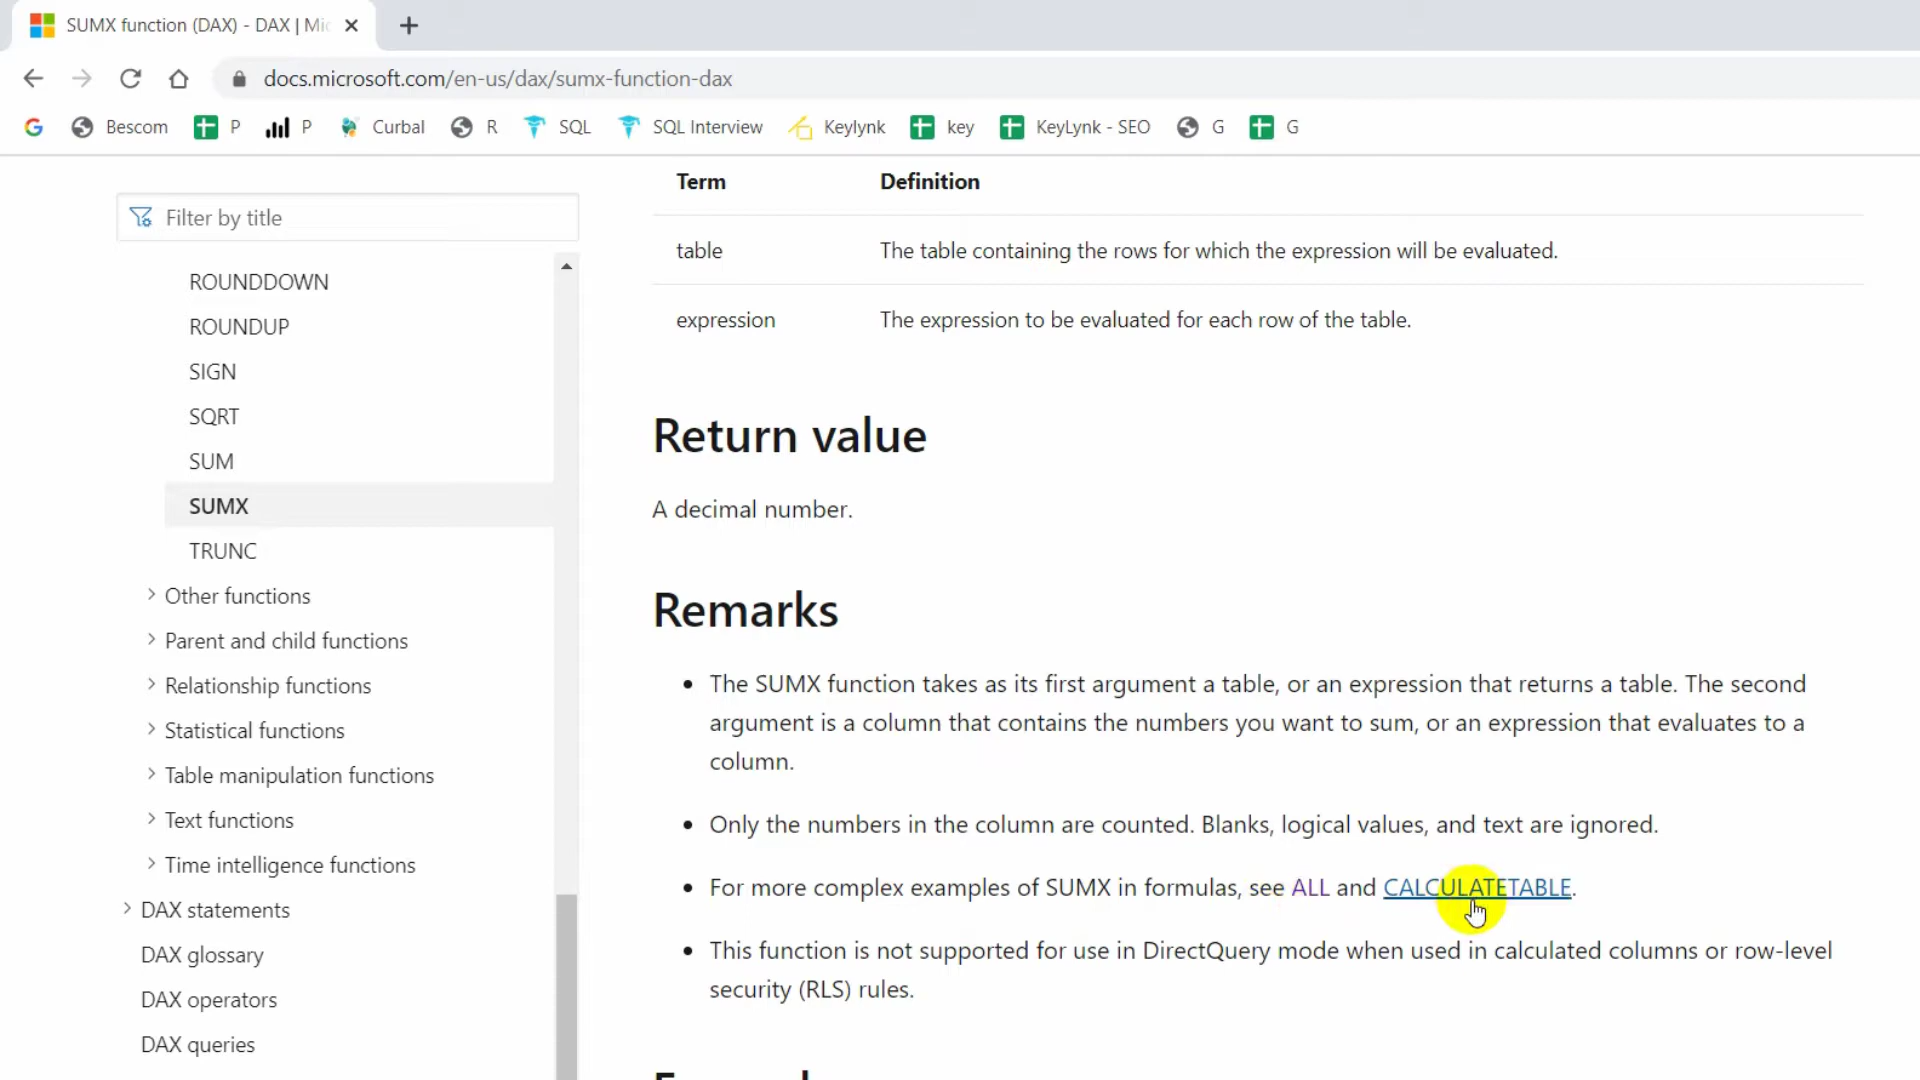 SUMX function (DAX) - DAX | Mi
docs.microsoft.com/en-us/dax/sumx-function-dax
Bescom P P Curbal R SQL SQL Interview Keylynk key KeyLynk - SEO G G
Filter by title
ROUNDDOWN
ROUNDUP
SIGN
SQRT
SUM
SUMX
TRUNC
Other functions
Parent and child functions
Relationship functions
Statistical functions
Table manipulation functions
Text functions
Time intelligence functions
DAX statements
DAX glossary
DAX operators
DAX queries
Term Definition
table The table containing the rows for which the expression will be evaluated.
expression The expression to be evaluated for each row of the table.
Return value
A decimal number.
Remarks
• The SUMX function takes as its first argument a table, or an expression that returns a table. The second
argument is a column that contains the numbers you want to sum, or an expression that evaluates to a
column.
• Only the numbers in the column are counted. Blanks, logical values, and text are ignored.
• For more complex examples of SUMX in formulas, see ALL and CALCULATETABLE.
• This function is not supported for use in DirectQuery mode when used in calculated columns or row-level
security (RLS) rules.